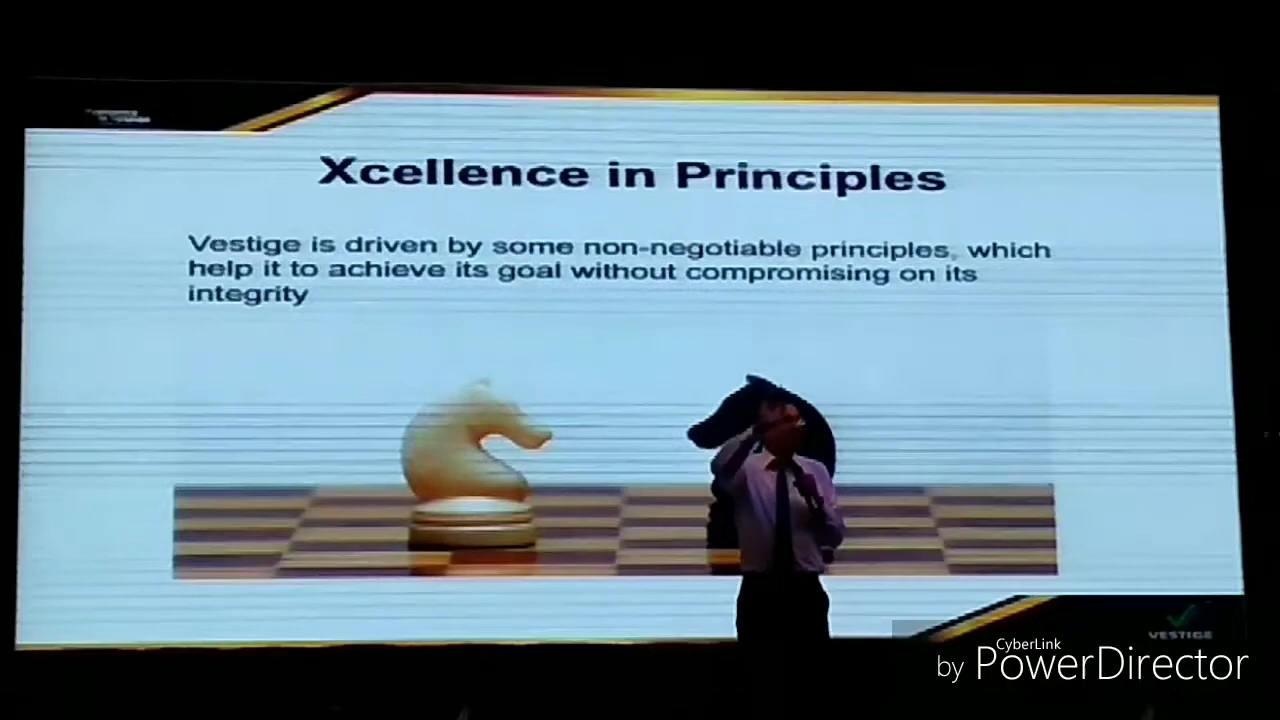 Xcellence in Principles
Vestige is driven by some non-negotiable principles, which
help it to achieve its goal without compromising on its
integrity
VESTIGE
CyberLink
by PowerDirector